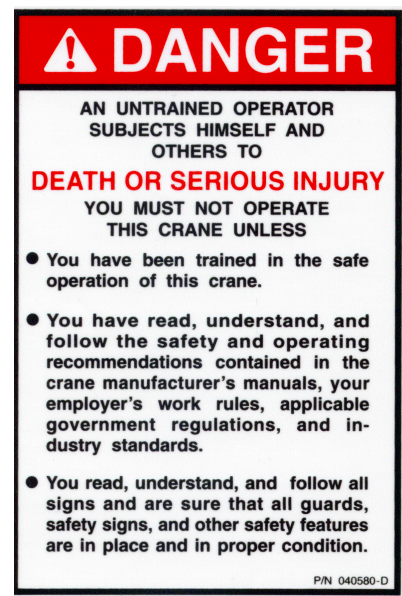 DANGER
AN UNTRAINED OPERATOR
SUBJECTS HIMSELF AND
OTHERS TO
DEATH OR SERIOUS INJURY
YOU MUST NOT OPERATE
THIS CRANE UNLESS
● You have been trained in the safe
operation of this crane.
● You have read, understand, and
follow the safety and operating
recommendations contained in the
crane manufacturer's manuals, your
employer's work rules, applicable
government regulations, and in-
dustry standards.
● You read, understand, and follow all
signs and are sure that all guards,
safety signs, and other safety features
are in place and in proper condition.
P/N 040580-D